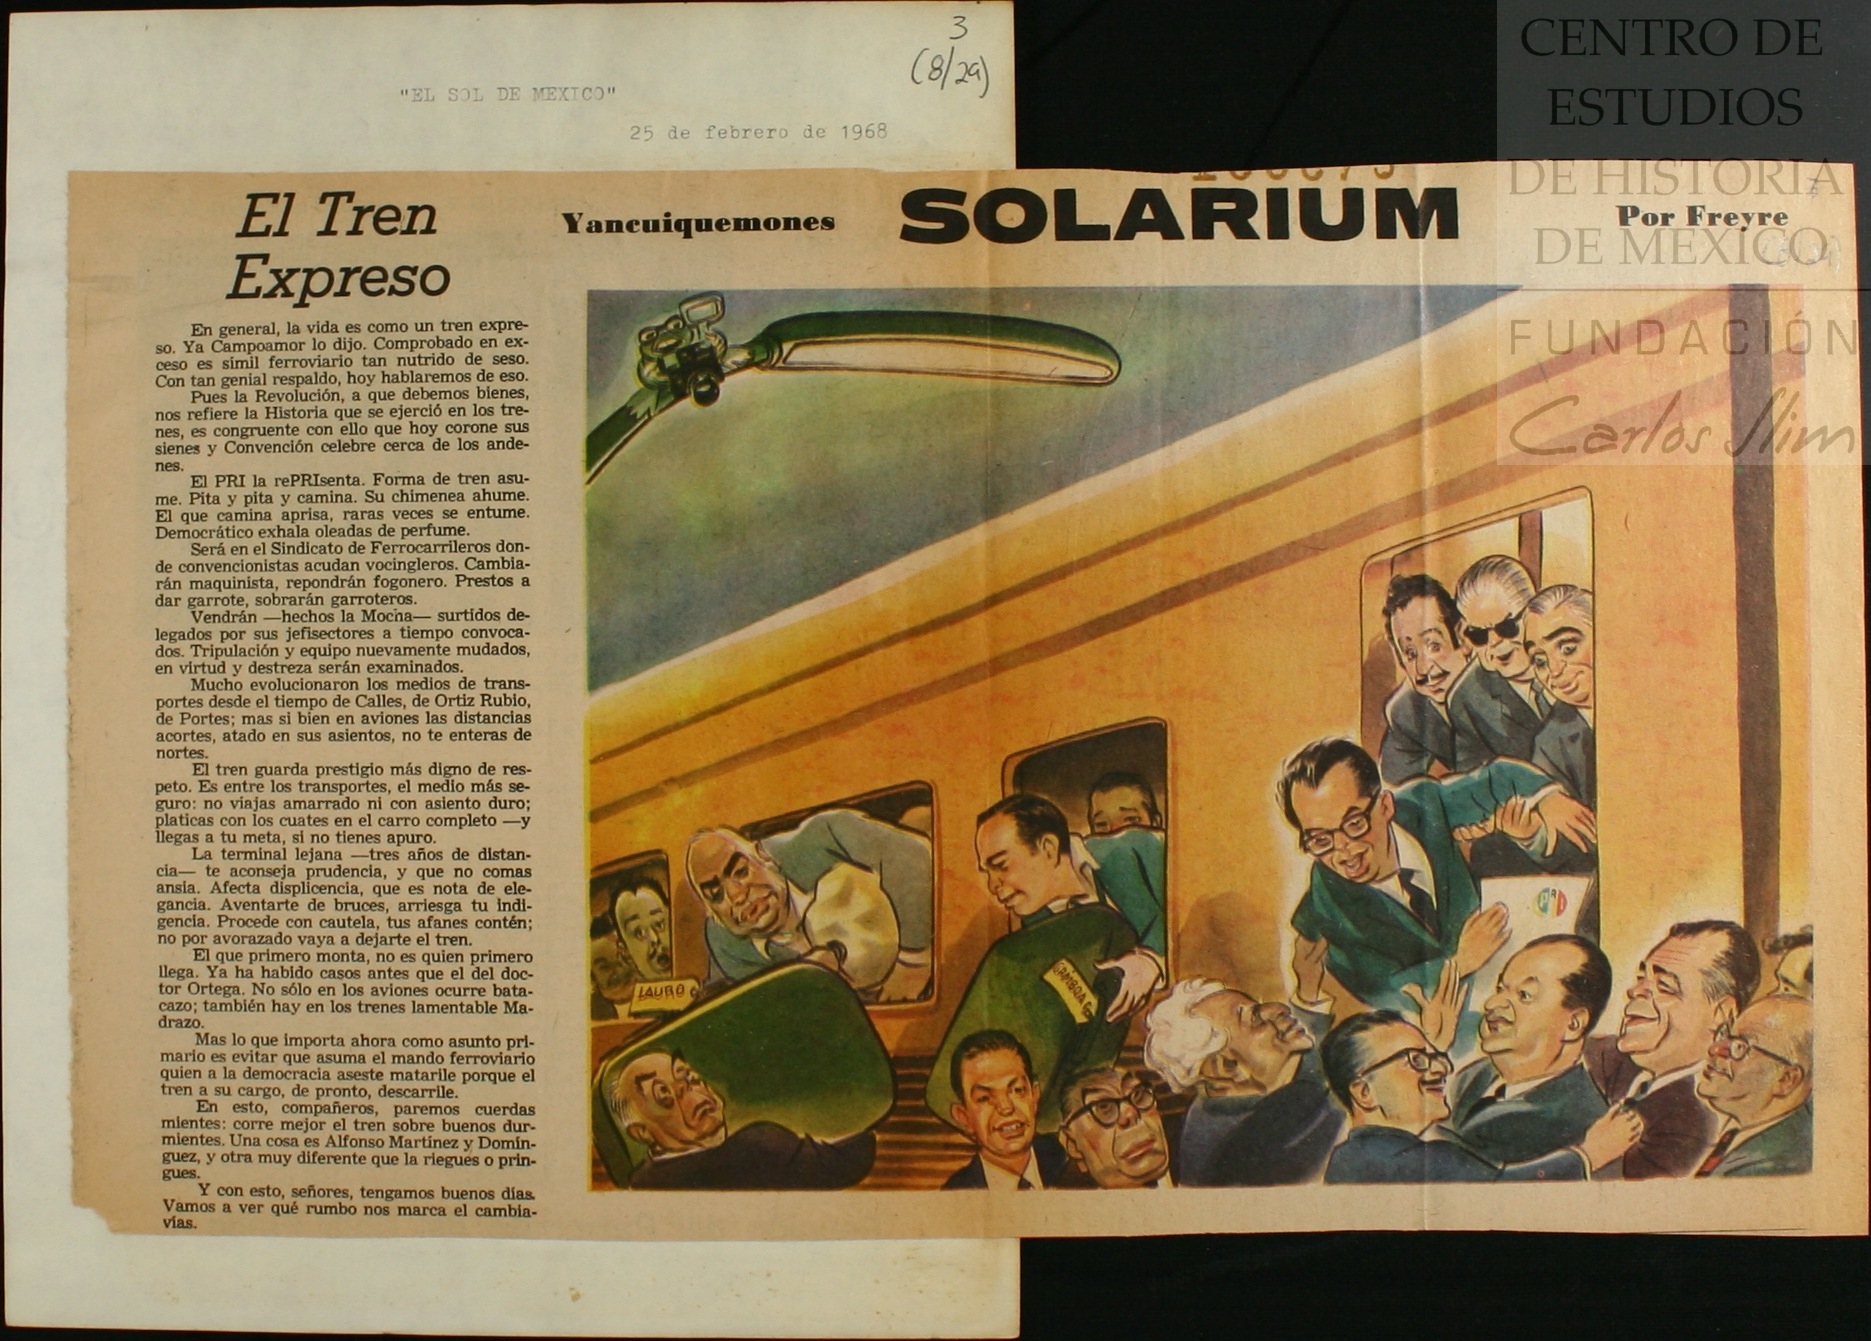 3
(8/29)
"EL SOL DE MEXICO"
25 de febrero de 1968
CENTRO DE
ESTUDIOS
DE HISTORIA
DE MEXICO
FUNDACIÓN
Carlos Slim
El Tren
Expreso
Yancuiquemones
SOLARIUM
Por Freyre
En general, la vida es como un tren expre-
so. Ya Campoamor lo dijo. Comprobado en ex-
ceso es símil ferroviario tan nutrido de seso.
Con tan genial respaldo, hoy hablaremos de eso.
Pues la Revolución, a que debemos bienes,
nos refiere la Historia que se ejerció en los tre-
nes, es congruente con ello que hoy corone sus
sienes y Convención celebre cerca de los ande-
nes.
El PRI la rePRIsenta. Forma de tren asu-
me. Pita y pita y camina. Su chimenea ahume.
El que camina aprisa, raras veces se entume.
Democrático exhala oleadas de perfume.
Será en el Sindicato de Ferrocarrileros don-
de convencionistas acudan vocingleros. Cambia-
rán maquinista, repondrán fogonero. Prestos a
dar garrote, sobrarán garroteros.
Vendrán —hechos la Mocha— surtidos de-
legados por sus jefisectores a tiempo convoca-
dos. Tripulación y equipo nuevamente mudados,
en virtud y destreza serán examinados.
Mucho evolucionaron los medios de trans-
portes desde el tiempo de Calles, de Ortiz Rubio,
de Portes; mas si bien en aviones las distancias
acortes, atado en sus asientos, no te enteras de
nortes.
El tren guarda prestigio más digno de res-
peto. Es entre los transportes, el medio más se-
guro: no viajas amarrado ni con asiento duro;
platicas con los cuates en el carro completo —y
llegas a tu meta, si no tienes apuro.
La terminal lejana —tres años de distan-
cia— te aconseja prudencia, y que no comas
ansia. Afecta displicencia, que es nota de ele-
gancia. Aventarte de bruces, arriesga tu indi-
gencia. Procede con cautela, tus afanes contén;
no por avorazado vaya a dejarte el tren.
El que primero monta, no es quien primero
llega. Ya ha habido casos antes que el del doc-
tor Ortega. No sólo en los aviones ocurre bata-
cazo; también hay en los trenes lamentable Ma-
drazo.
Mas lo que importa ahora como asunto pri-
mario es evitar que asuma el mando ferroviario
quien a la democracia aseste matarile porque el
tren a su cargo, de pronto, descarrile.
En esto, compañeros, paremos cuerdas
mientes: corre mejor el tren sobre buenos dur-
mientes. Una cosa es Alfonso Martínez y Domín-
guez, y otra muy diferente que la riegues o prin-
gues.
Y con esto, señores, tengamos buenos días.
Vamos a ver qué rumbo nos marca el cambia-
vías.
LAURO
GAMBOA
PRI